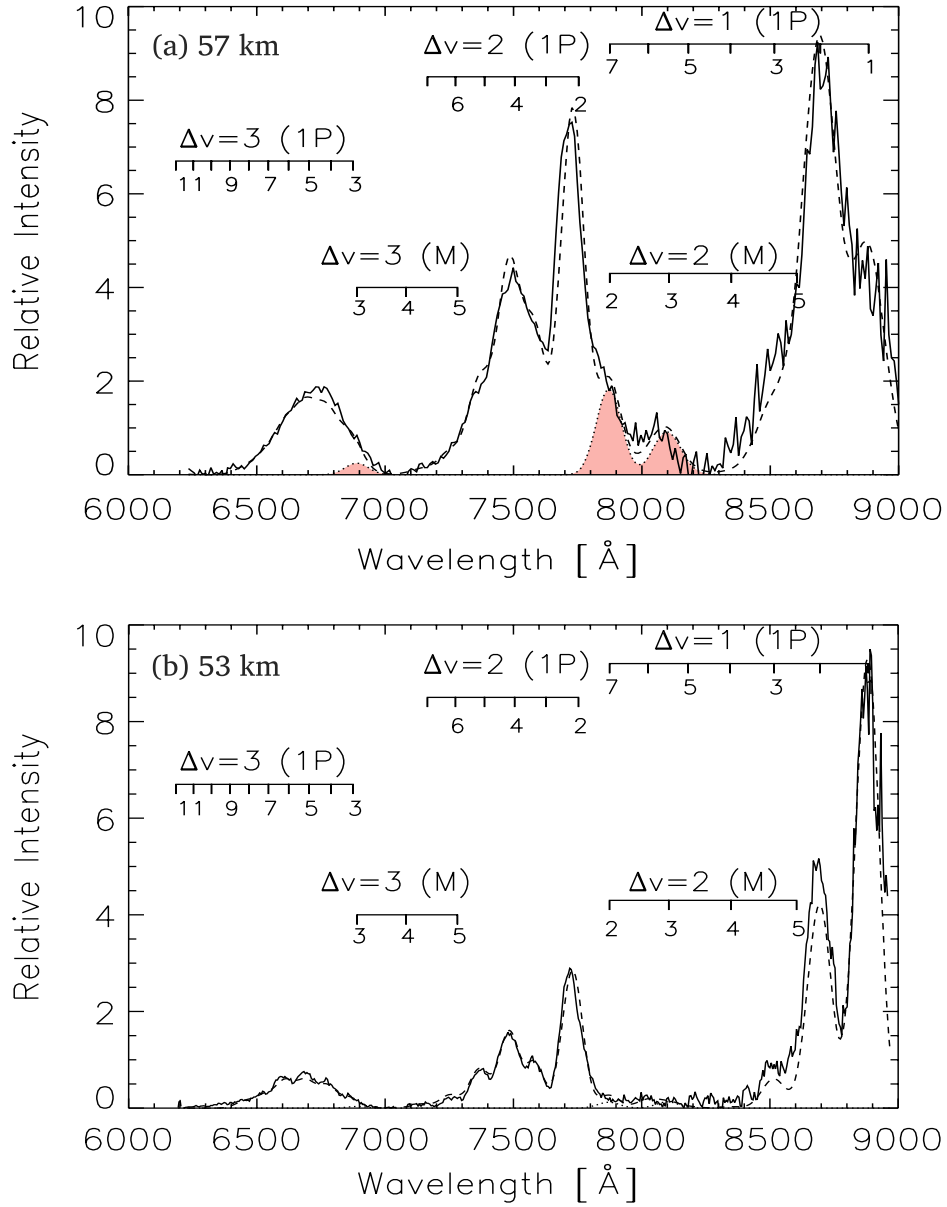 10
(a) 57 km
Δv=2 (1P)
Δv=1 (1P)
7 5 3 1
8
6 4 2
Δv=3 (1P)
11 9 7 5 3
6
Relative Intensity
Δv=3 (M)
Δv=2 (M)
4
3 4 5
2 3 4 5
2
0
6000 6500 7000 7500 8000 8500 9000
Wavelength [Å]
10
(b) 53 km
Δv=2 (1P)
Δv=1 (1P)
7 5 3
8
6 4 2
Δv=3 (1P)
11 9 7 5 3
6
Relative Intensity
Δv=3 (M)
Δv=2 (M)
4
3 4 5
2 3 4 5
2
0
6000 6500 7000 7500 8000 8500 9000
Wavelength [Å]